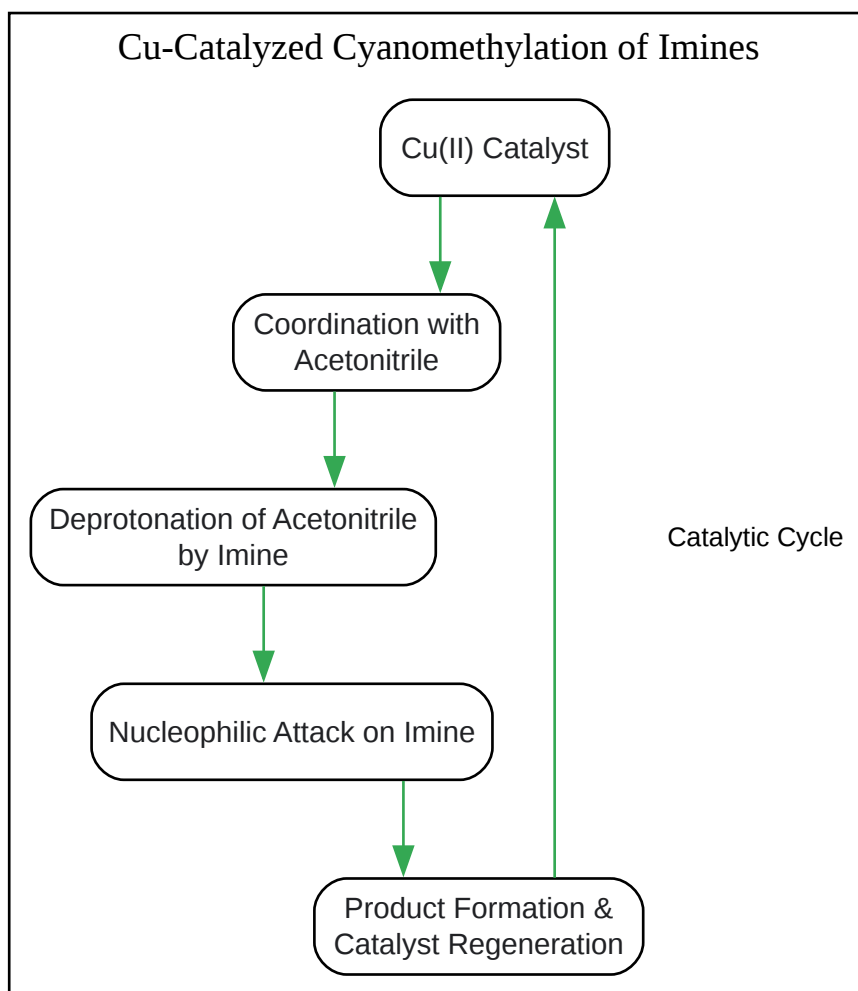 Cu-Catalyzed Cyanomethylation of Imines
Cu(II) Catalyst
Coordination with
Acetonitrile
Deprotonation of Acetonitrile
by Imine
Catalytic Cycle
Nucleophilic Attack on Imine
Product Formation &
Catalyst Regeneration